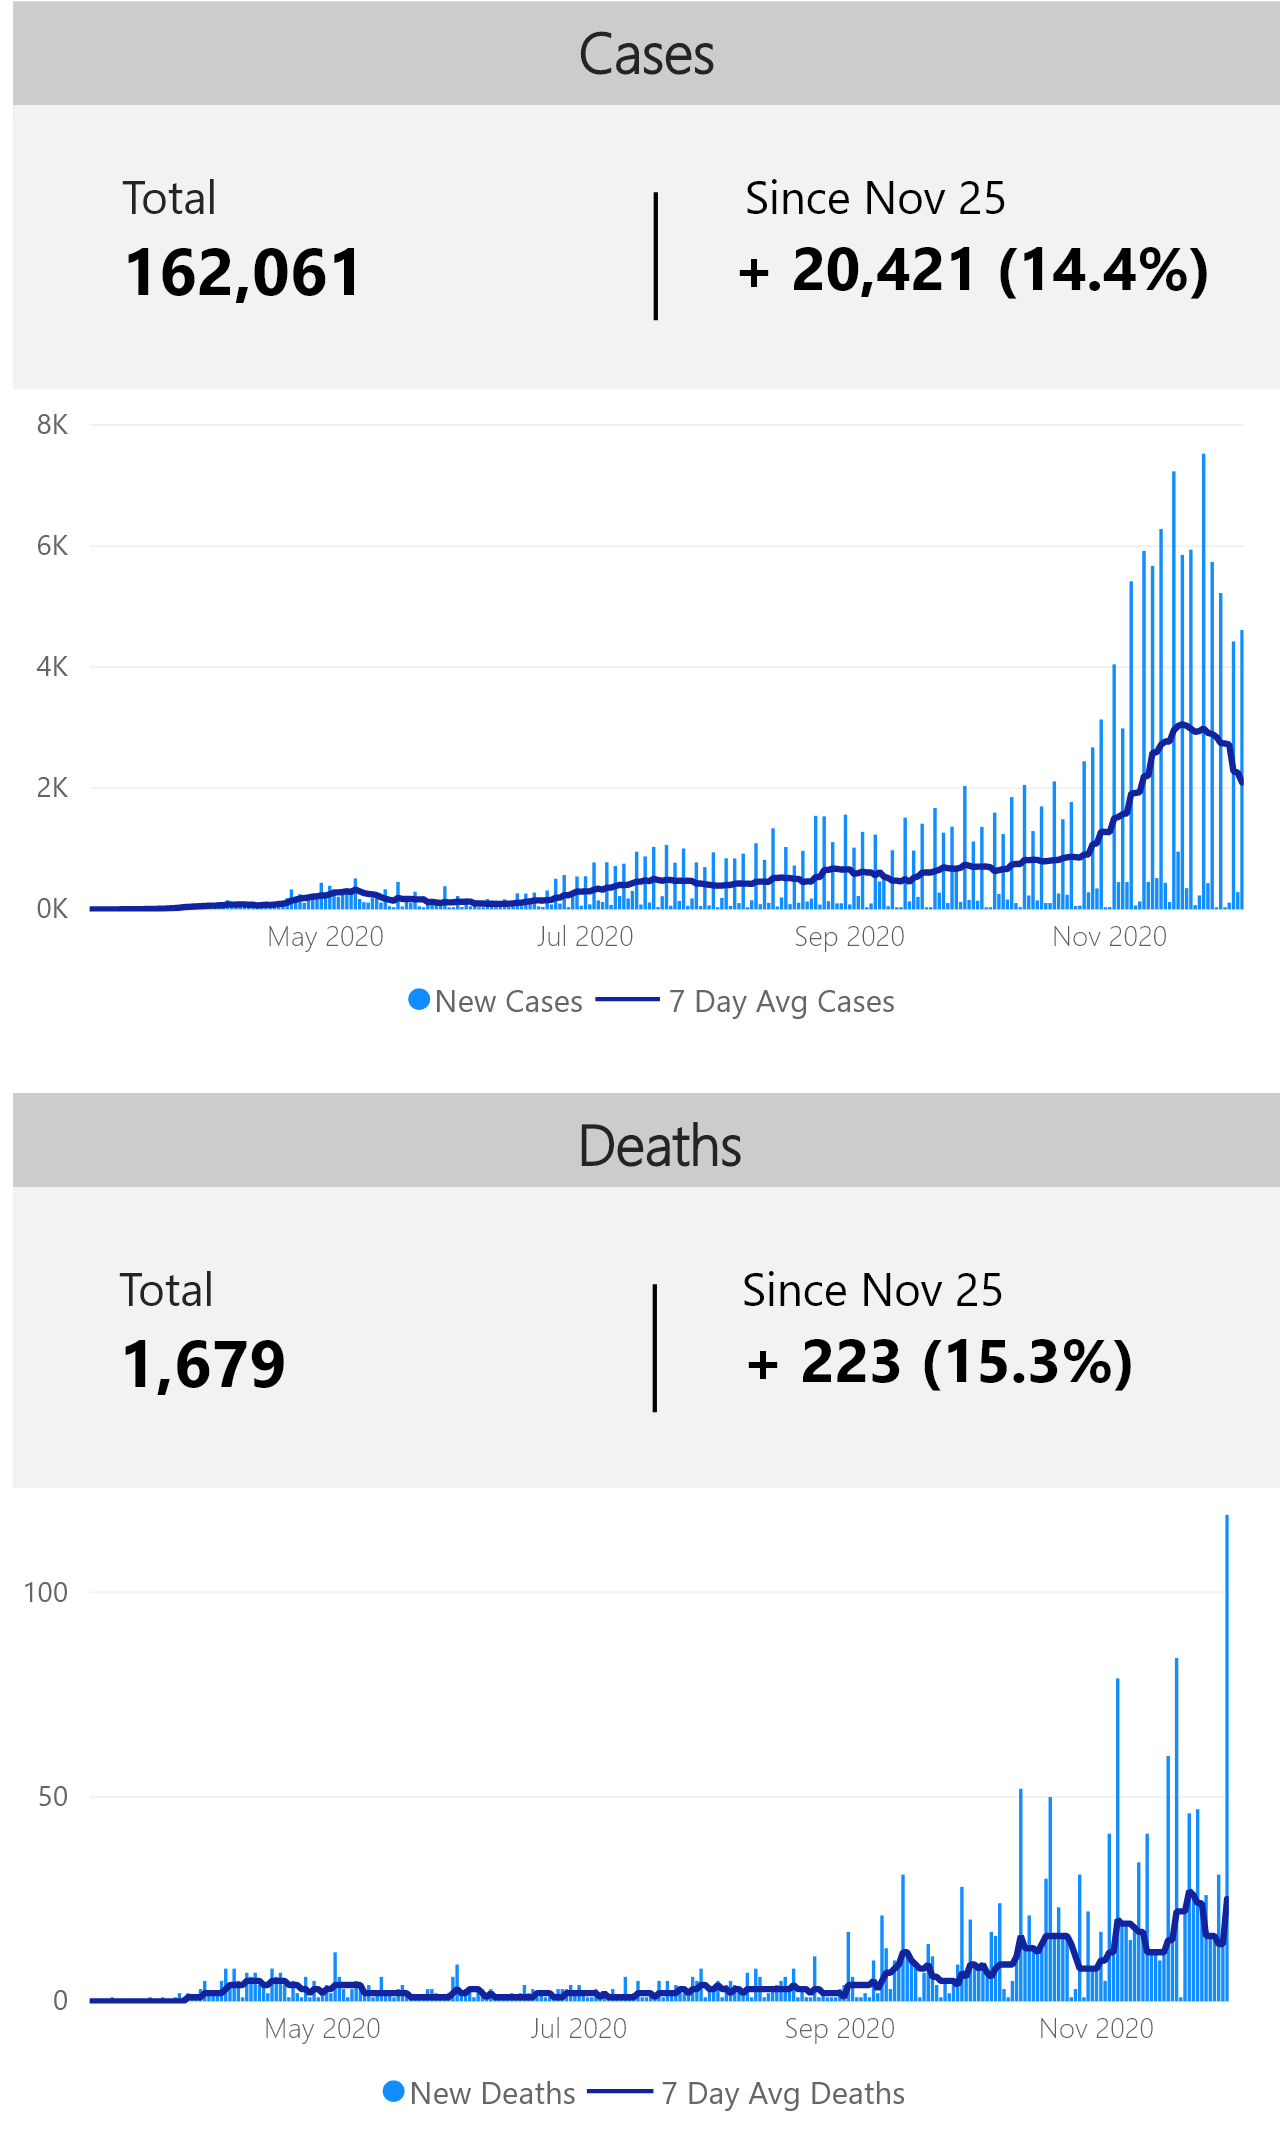 Cases
Total
Since Nov 25
162,061
+ 20,421 (14.4%)
8K
6K
4K
2K
0K
May 2020
Jul 2020
Sep 2020
Nov 2020
New Cases
7 Day Avg Cases
Deaths
Total
Since Nov 25
1,679
+ 223 (15.3%)
100
50
0
May 2020
Jul 2020
Sep 2020
Nov 2020
New Deaths
7 Day Avg Deaths